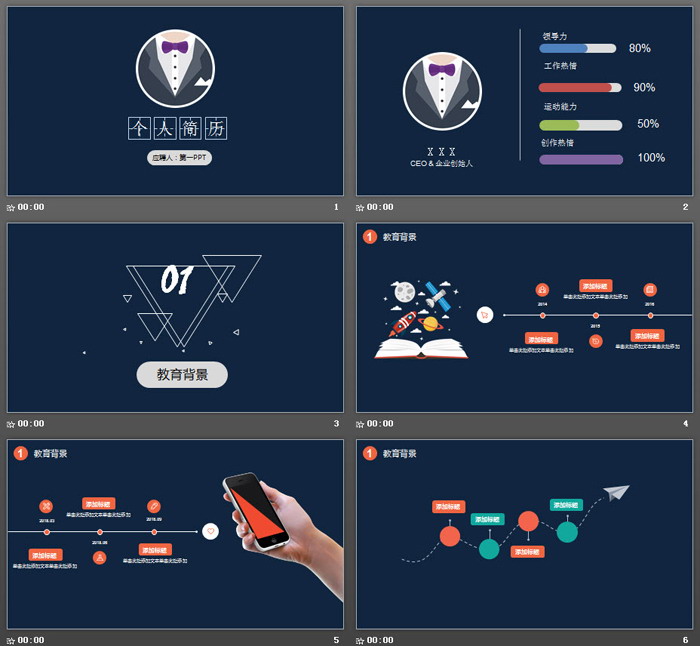 个人简历
应聘人：第一PPT
00:00
1
领导力
80%
工作热情
90%
运动能力
50%
创作热情
100%
X X X
CEO & 企业创始人
00:00
2
01
教育背景
00:00
3
1 教育背景
添加标题
单击此处添加文本单击此处添加
2014
2016
2015
添加标题
单击此处添加文本单击此处添加
添加标题
单击此处添加文本单击此处添加
00:00
4
1 教育背景
添加标题
单击此处添加文本单击此处添加
2016.03
2016.09
2016.06
添加标题
单击此处添加文本单击此处添加
添加标题
单击此处添加文本单击此处添加
00:00
5
1 教育背景
添加标题
添加标题
添加标题
添加标题
00:00
6